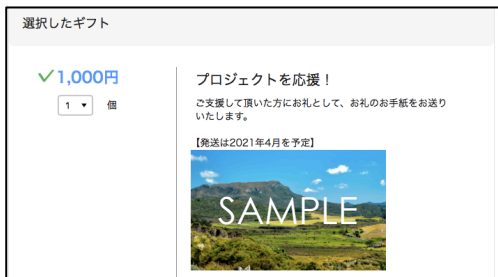 選択したギフト
1,000円
1 個
プロジェクトを応援！
ご支援して頂いた方にお礼として、お礼のお手紙をお送り
いたします。
【発送は2021年4月を予定】
SAMPLE